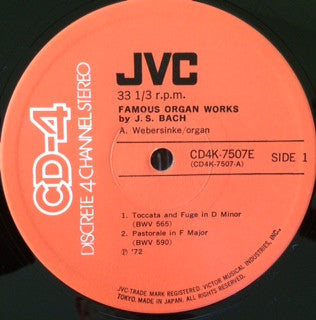 CD-4
DISCRETE 4 CHANNEL STEREO
JVC
33 1/3 r.p.m.
FAMOUS ORGAN WORKS
by J. S. BACH
A. Webersinke/organ
CD4K-7507E
(CD4K-7507-A)
SIDE 1
1. Toccata and Fugue in D Minor
(BWV 565)
2. Pastorale in F Major
(BWV 590)
Ⓟ '72
JVC-TRADE MARK REGISTERED, VICTOR MUSICAL INDUSTRIES, INC.,
TOKYO. MADE IN JAPAN. ALL RIGHTS RESERVED.